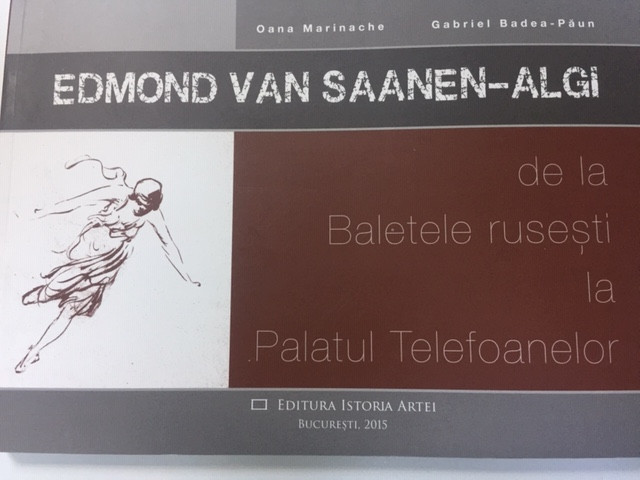 Oana Marinache Gabriel Badea-Păun
EDMOND VAN SAANEN-ALGI
de la
Baletele rusești
la
Palatul Telefoanelor
EDITURA ISTORIA ARTEI
BUCUREȘTI, 2015